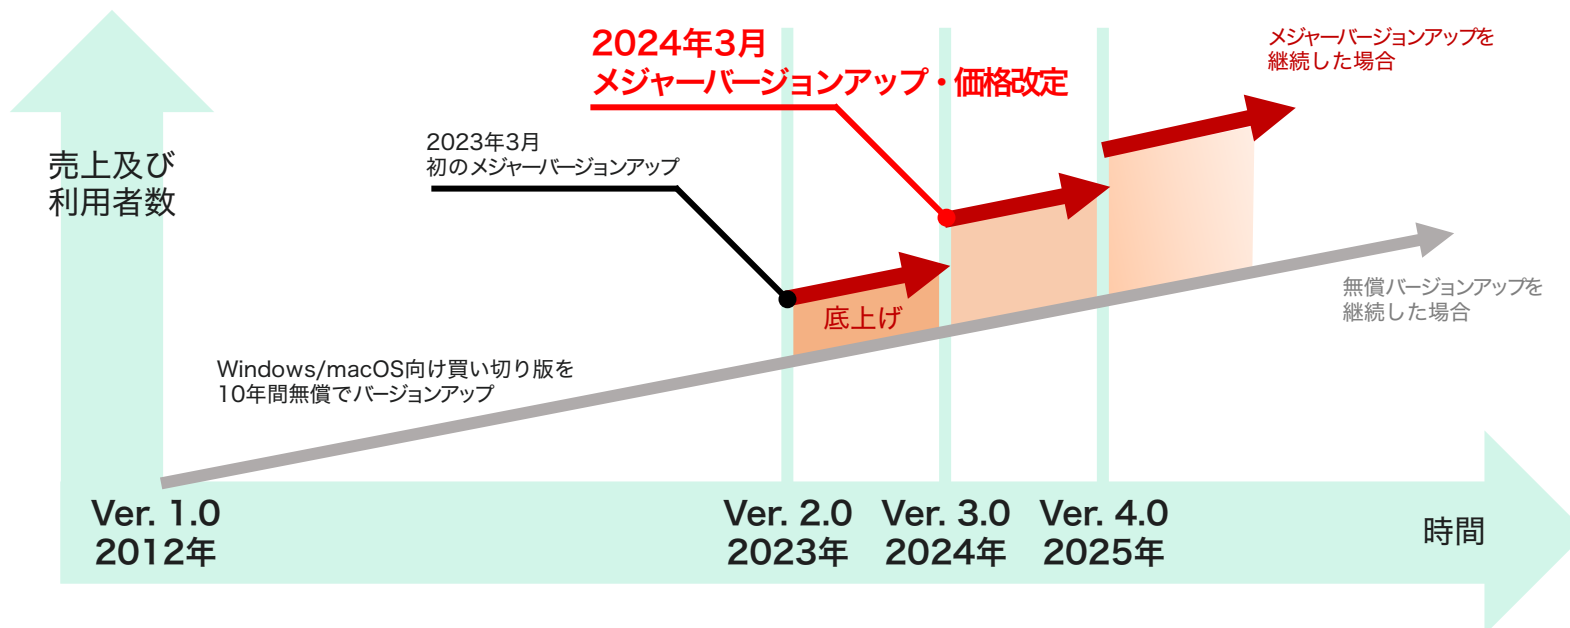 2024年3月
メジャーバージョンアップ・価格改定
メジャーバージョンアップを
継続した場合
2023年3月
初のメジャーバージョンアップ
売上及び
利用者数
底上げ
無償バージョンアップを
継続した場合
Windows/macOS向け買い切り版を
10年間無償でバージョンアップ
Ver. 1.0
2012年
Ver. 2.0
2023年
Ver. 3.0
2024年
Ver. 4.0
2025年
時間